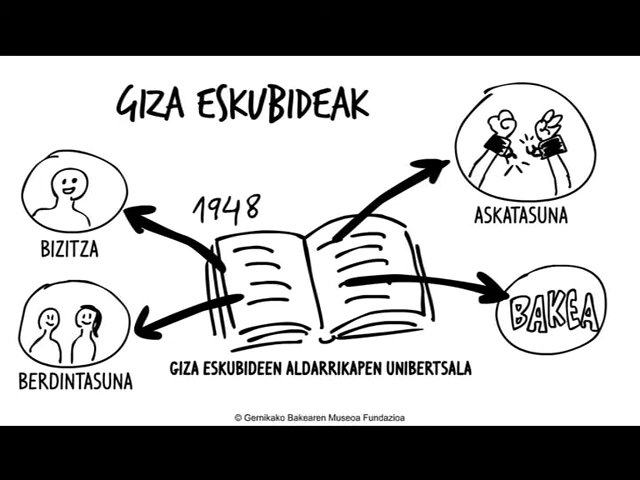 GIZA ESKUBIDEAK
1948
BIZITZA
ASKATASUNA
BAKEA
BERDINTASUNA
GIZA ESKUBIDEEN ALDARRIKAPEN UNIBERTSALA
© Gernikako Bakearen Museoa Fundazioa